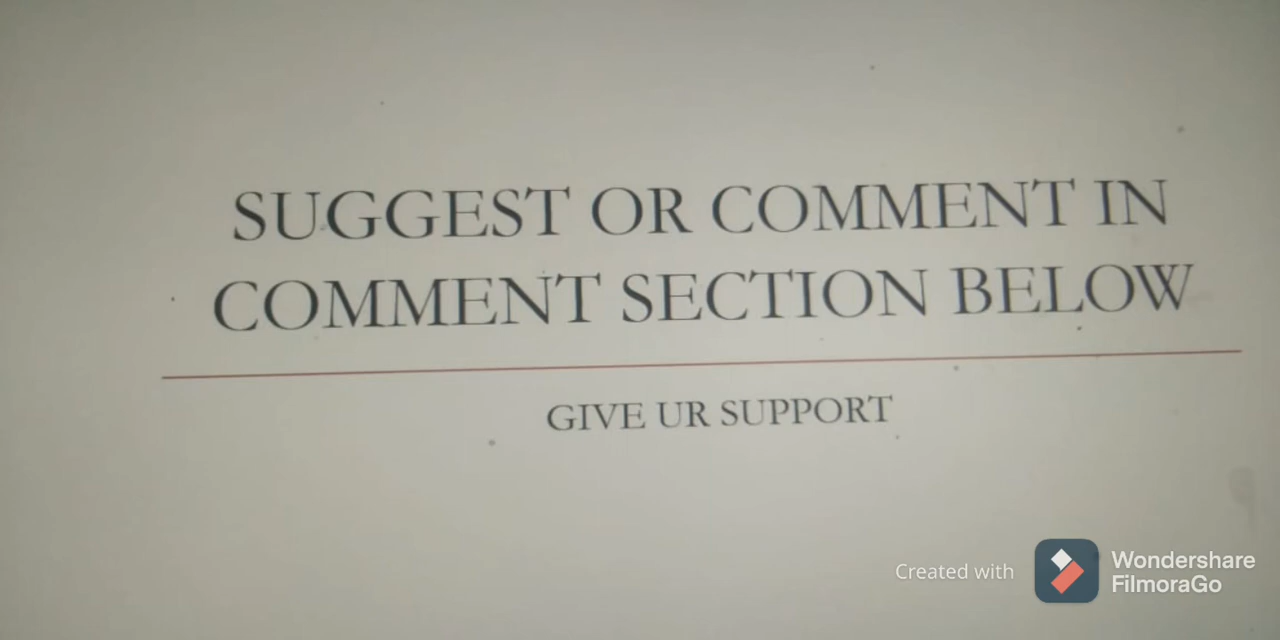 SUGGEST OR COMMENT IN
COMMENT SECTION BELOW
GIVE UR SUPPORT
Created with
Wondershare
FilmoraGo